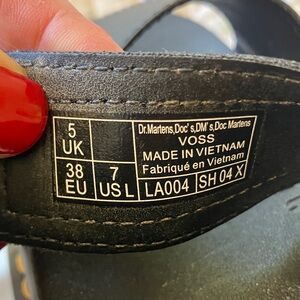 5
UK
38
EU
7
US L
Dr.Martens,Doc's,DM's,Doc Martens
VOSS
MADE IN VIETNAM
Fabriqué en Vietnam
LA004
SH 04 X